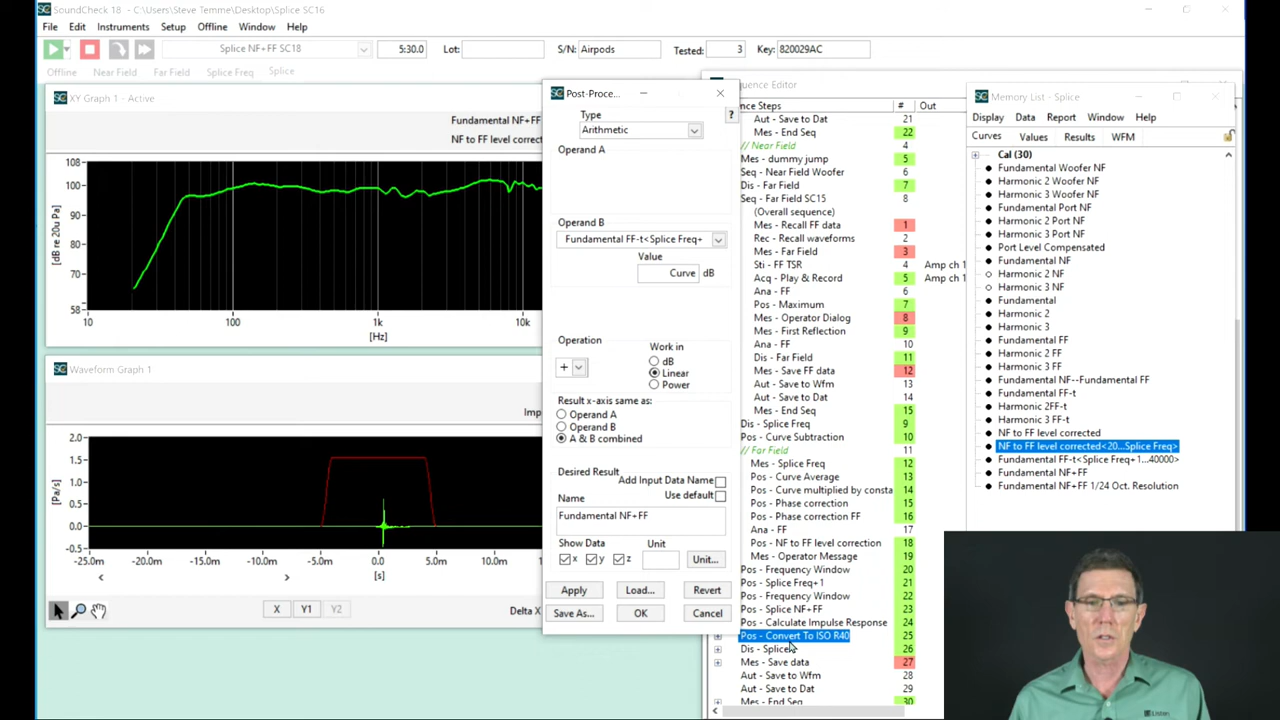 SoundCheck 18 - C:\Users\Steve Temme\Desktop\Splice SC16
File Edit Instruments Setup Offline Window Help
Splice NF+FF SC18 5:30.0 Lot: S/N: Airpods Tested: 3 Key: 820029AC
Offline Near Field Far Field Splice Freq Splice
XY Graph 1 - Active
Fundamental NF+FF
NF to FF level correct
108
100
90
80
70
58
[dB re 20u Pa]
10 100 1k 10k
[Hz]
Waveform Graph 1
2.0
1.5
1.0
0.5
0.0
-0.5
[Pa/s]
-25.0m -20.0m -15.0m -10.0m -5.0m 0.0 5.0m 10.0m 15.0m 20.0m 25.0m
[s]
X Y1 Y2 Delta X
Post-Proce...
Type
Arithmetic
?
Operand A
Operand B
Fundamental FF-t<Splice Freq+
Value
Curve dB
Operation
+
Work in
dB
Linear
Power
Result x-axis same as:
Operand A
Operand B
A & B combined
Desired Result
Add Input Data Name
Use default
Name
Fundamental NF+FF
Show Data
x y z
Unit
Unit...
Apply Load... Revert
Save As... OK Cancel
ence Editor
nce Steps # Out
Aut - Save to Dat 21
Mes - End Seq 22
// Near Field 4
Mes - dummy jump 5
Seq - Near Field Woofer 6
Dis - Far Field 7
Seq - Far Field SC15 8
(Overall sequence)
Mes - Recall FF data 1
Rec - Recall waveforms 2
Mes - Far Field 3
Sti - FF TSR 4 Amp ch 1
Acq - Play & Record 5 Amp ch 1
Ana - FF 6
Pos - Maximum 7
Mes - Operator Dialog 8
Mes - First Reflection 9
Ana - FF 10
Dis - Far Field 11
Mes - Save FF data 12
Aut - Save to Wfm 13
Aut - Save to Dat 14
Mes - End Seq 15
Dis - Splice Freq 9
Pos - Curve Subtraction 10
// Far Field 11
Mes - Splice Freq 12
Pos - Curve Average 13
Pos - Curve multiplied by consta 14
Pos - Phase correction 15
Pos - Phase correction FF 16
Ana - FF 17
Pos - NF to FF level correction 18
Mes - Operator Message 19
Pos - Frequency Window 20
Pos - Splice Freq+1 21
Pos - Frequency Window 22
Pos - Splice NF+FF 23
Pos - Calculate Impulse Response 24
Pos - Convert To ISO R40 25
Dis - Splice 26
Mes - Save data 27
Aut - Save to Wfm 28
Aut - Save to Dat 29
Mes - End Seq 30
Memory List - Splice
Display Data Report Window Help
Curves Values Results WFM
Cal (30)
Fundamental Woofer NF
Harmonic 2 Woofer NF
Harmonic 3 Woofer NF
Fundamental Port NF
Harmonic 2 Port NF
Harmonic 3 Port NF
Port Level Compensated
Fundamental NF
Harmonic 2 NF
Harmonic 3 NF
Fundamental
Harmonic 2
Harmonic 3
Fundamental FF
Harmonic 2 FF
Harmonic 3 FF
Fundamental NF--Fundamental FF
Fundamental FF-t
Harmonic 2FF-t
Harmonic 3 FF-t
NF to FF level corrected
NF to FF level corrected<20...Splice Freq>
Fundamental FF-t<Splice Freq+1...40000>
Fundamental NF+FF
Fundamental NF+FF 1/24 Oct. Resolution